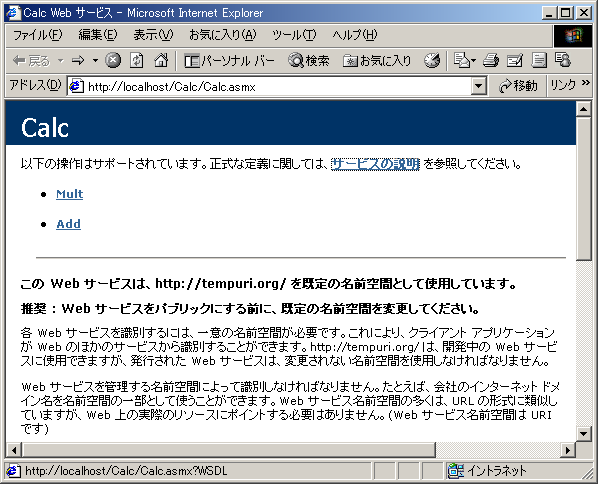 Calc Web サービス - Microsoft Internet Explorer
ファイル(F) 編集(E) 表示(V) お気に入り(A) ツール(T) ヘルプ(H)
戻る パーソナル バー 検索 お気に入り
アドレス(D) http://localhost/Calc/Calc.asmx 移動 リンク »
Calc
以下の操作はサポートされています。正式な定義に関しては、サービスの説明 を参照してください。
Mult
Add
この Web サービスは、http://tempuri.org/ を既定の名前空間として使用しています。
推奨 : Web サービスをパブリックにする前に、既定の名前空間を変更してください。
各 Web サービスを識別するには、一意の名前空間が必要です。これにより、クライアント アプリケーション
が Web のほかのサービスから識別することができます。http://tempuri.org/ は、開発中の Web サービ
スに使用できますが、発行された Web サービスは、変更されない名前空間を使用しなければなりません。
Web サービスを管理する名前空間によって識別しなければなりません。たとえば、会社のインターネット ドメ
イン名を名前空間の一部として使うことができます。Web サービス名前空間の多くは、URL の形式に類似し
ていますが、Web 上の実際のリソースにポイントする必要はありません。(Web サービス名前空間は URI
です)
http://localhost/Calc/Calc.asmx?WSDL イントラネット